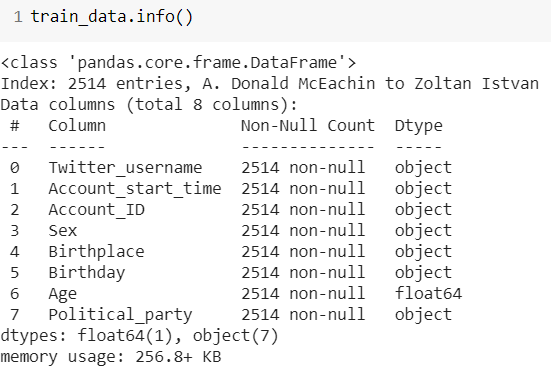 1 train_data.info()
<class 'pandas.core.frame.DataFrame'>
Index: 2514 entries, A. Donald McEachin to Zoltan Istvan
Data columns (total 8 columns):
 #   Column              Non-Null Count  Dtype
---  ------              --------------  -----
 0   Twitter_username    2514 non-null   object
 1   Account_start_time  2514 non-null   object
 2   Account_ID          2514 non-null   object
 3   Sex                 2514 non-null   object
 4   Birthplace          2514 non-null   object
 5   Birthday            2514 non-null   object
 6   Age                 2514 non-null   float64
 7   Political_party     2514 non-null   object
dtypes: float64(1), object(7)
memory usage: 256.8+ KB